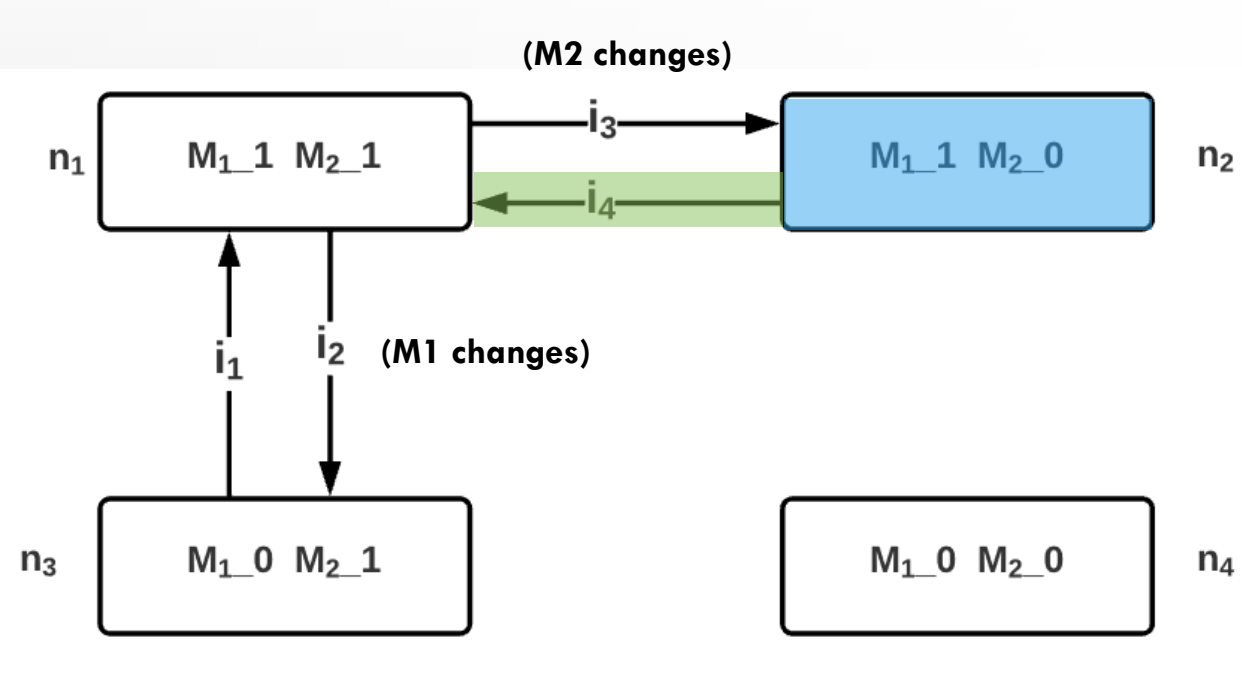 (M2 changes)
i₃
n₁
M₁_1 M₂_1
M₁_1 M₂_0
n₂
i₄
i₁
i₂
(M1 changes)
n₃
M₁_0 M₂_1
M₁_0 M₂_0
n₄